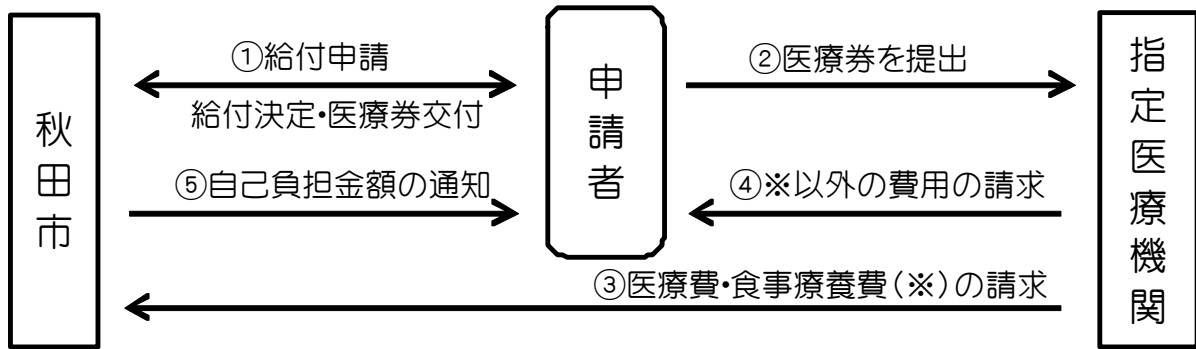 秋田市
①給付申請
給付決定・医療券交付
⑤自己負担金額の通知
申請者
②医療券を提出
④※以外の費用の請求
③医療費・食事療養費(※)の請求
指定医療機関